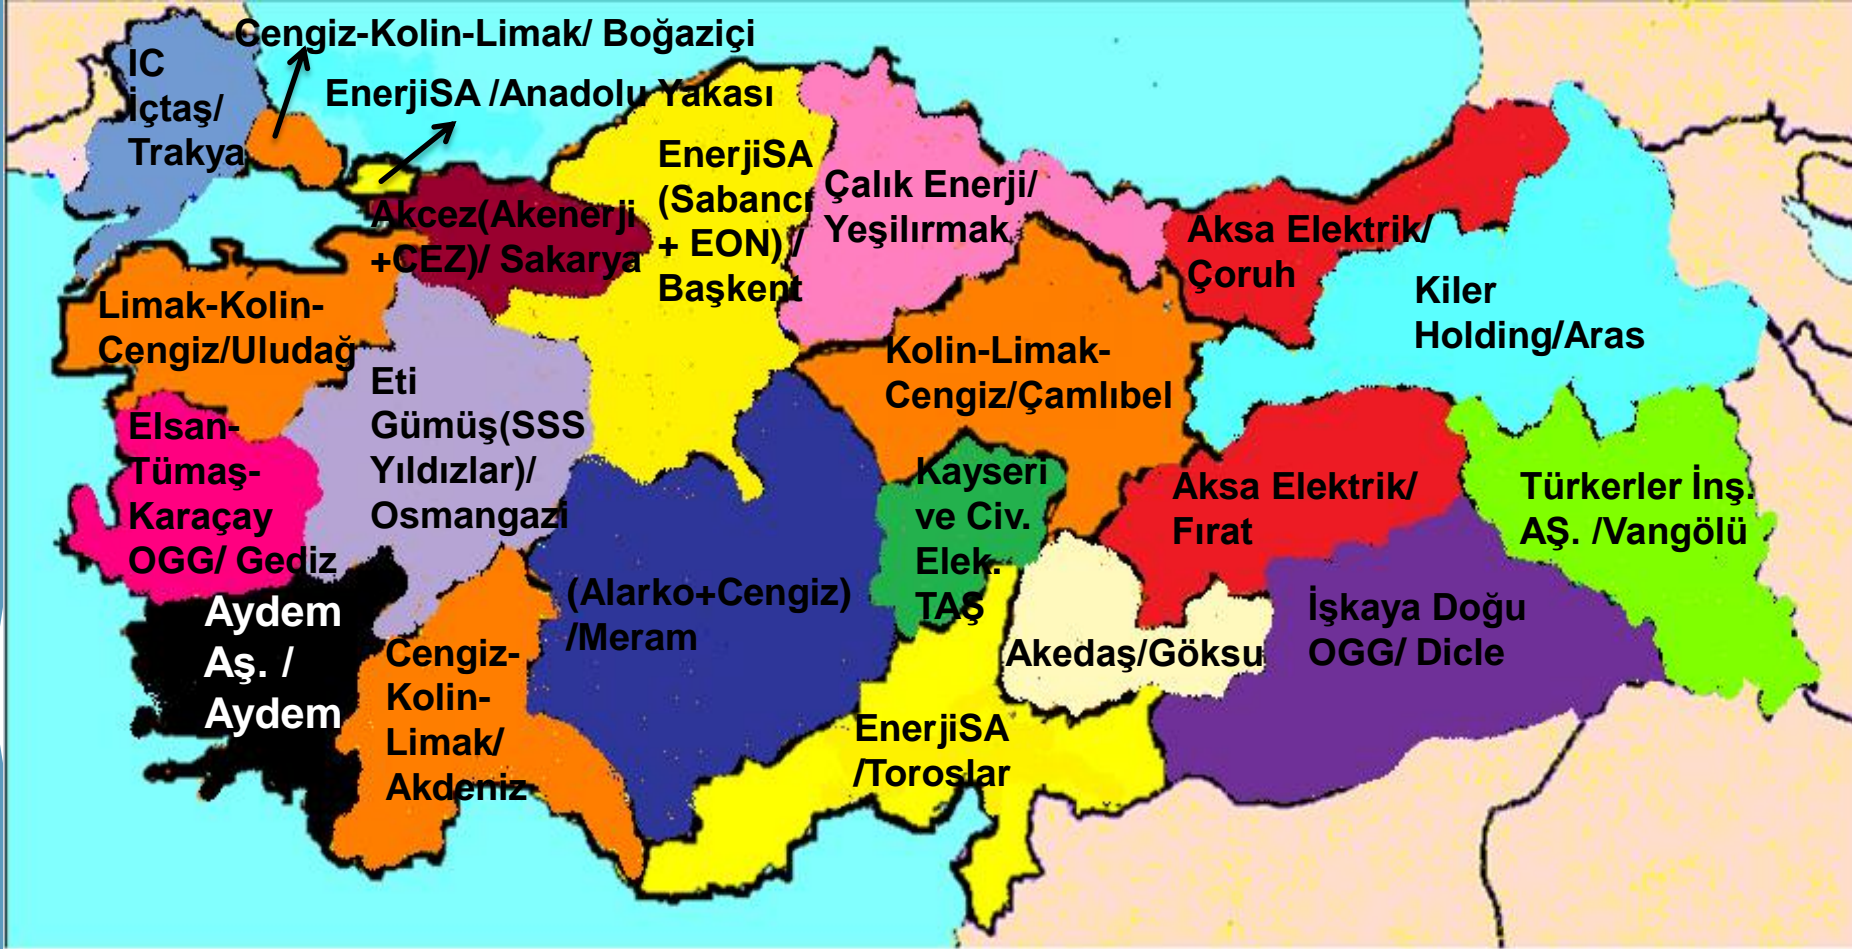 Cengiz-Kolin-Limak/ Boğaziçi
IC
İçtaş/
Trakya
EnerjiSA /Anadolu Yakası
EnerjiSA
(Sabancı
+ EON) /
Başkent
Çalık Enerji/
Yeşilırmak
Akcez(Akenerji
+CEZ)/ Sakarya
Aksa Elektrik/
Çoruh
Kiler
Holding/Aras
Limak-Kolin-
Cengiz/Uludağ
Kolin-Limak-
Cengiz/Çamlıbel
Eti
Gümüş(SSS
Yıldızlar)/
Osmangazi
Elsan-
Tümaş-
Karaçay
OGG/ Gediz
Kayseri
ve Civ.
Elek.
TAŞ
Aksa Elektrik/
Fırat
Türkerler İnş.
AŞ. /Vangölü
Aydem
Aş. /
Aydem
(Alarko+Cengiz)
/Meram
Akedaş/Göksu
İşkaya Doğu
OGG/ Dicle
Cengiz-
Kolin-
Limak/
Akdeniz
EnerjiSA
/Toroslar